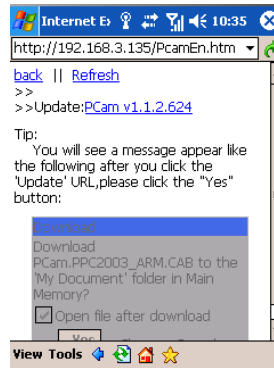 Internet Ex 10:35
http://192.168.3.135/PcamEn.htm
back || Refresh
>>
>>Update:PCam v1.1.2.624
Tip:
You will see a message appear like
the following after you click the
'Update' URL,please click the "Yes"
button:
Download
Download
PCam.PPC2003_ARM.CAB to the
'My Document' folder in Main
Memory?
Open file after download
Yes
View Tools